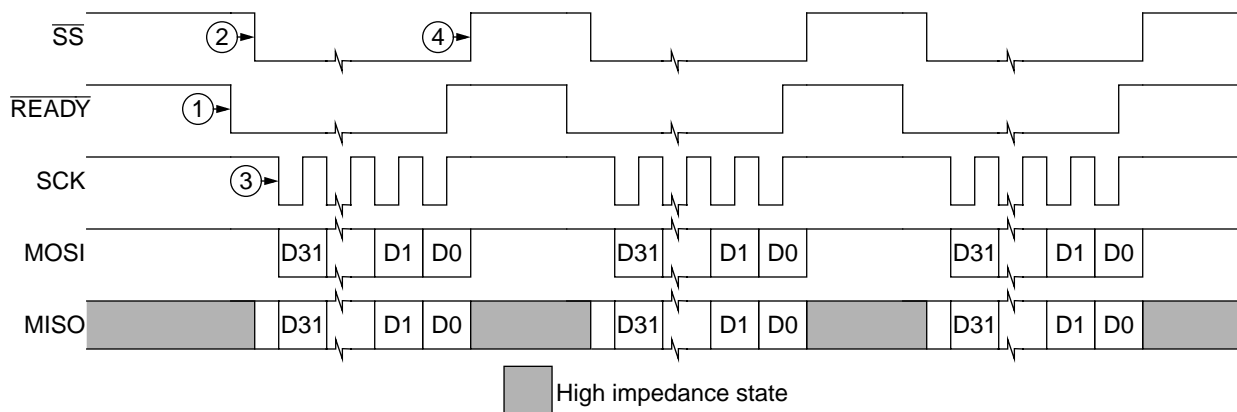 SS
2
4
READY
1
SCK
3
MOSI
D31 D1 D0 D31 D1 D0 D31 D1 D0
MISO
D31 D1 D0 D31 D1 D0 D31 D1 D0
High impedance state